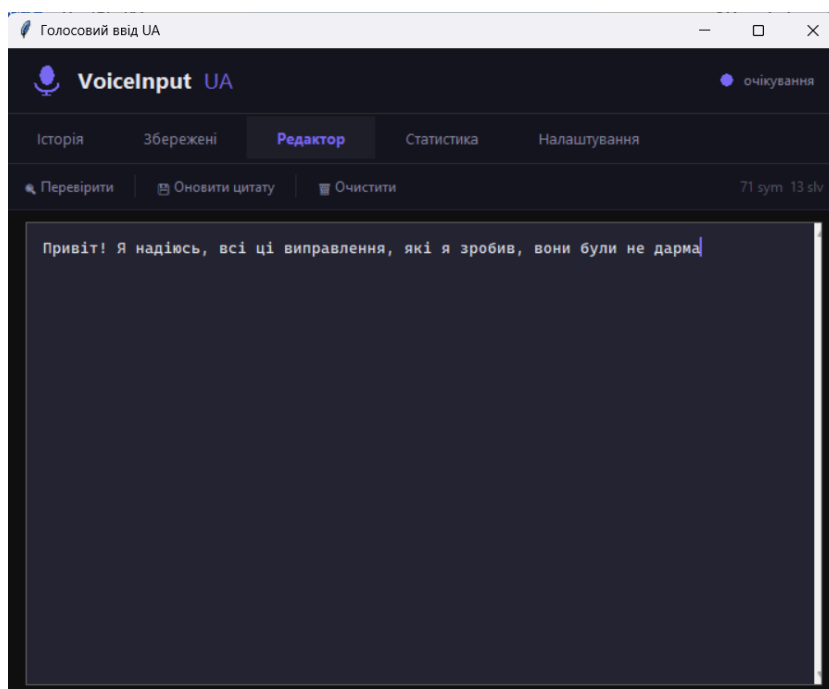 Голосовий ввід UA
VoiceInput UA
очікування
Історія Збережені Редактор Статистика Налаштування
Перевірити Оновити цитату Очистити 71 sym 13 slv
Привіт! Я надіюсь, всі ці виправлення, які я зробив, вони були не дарма